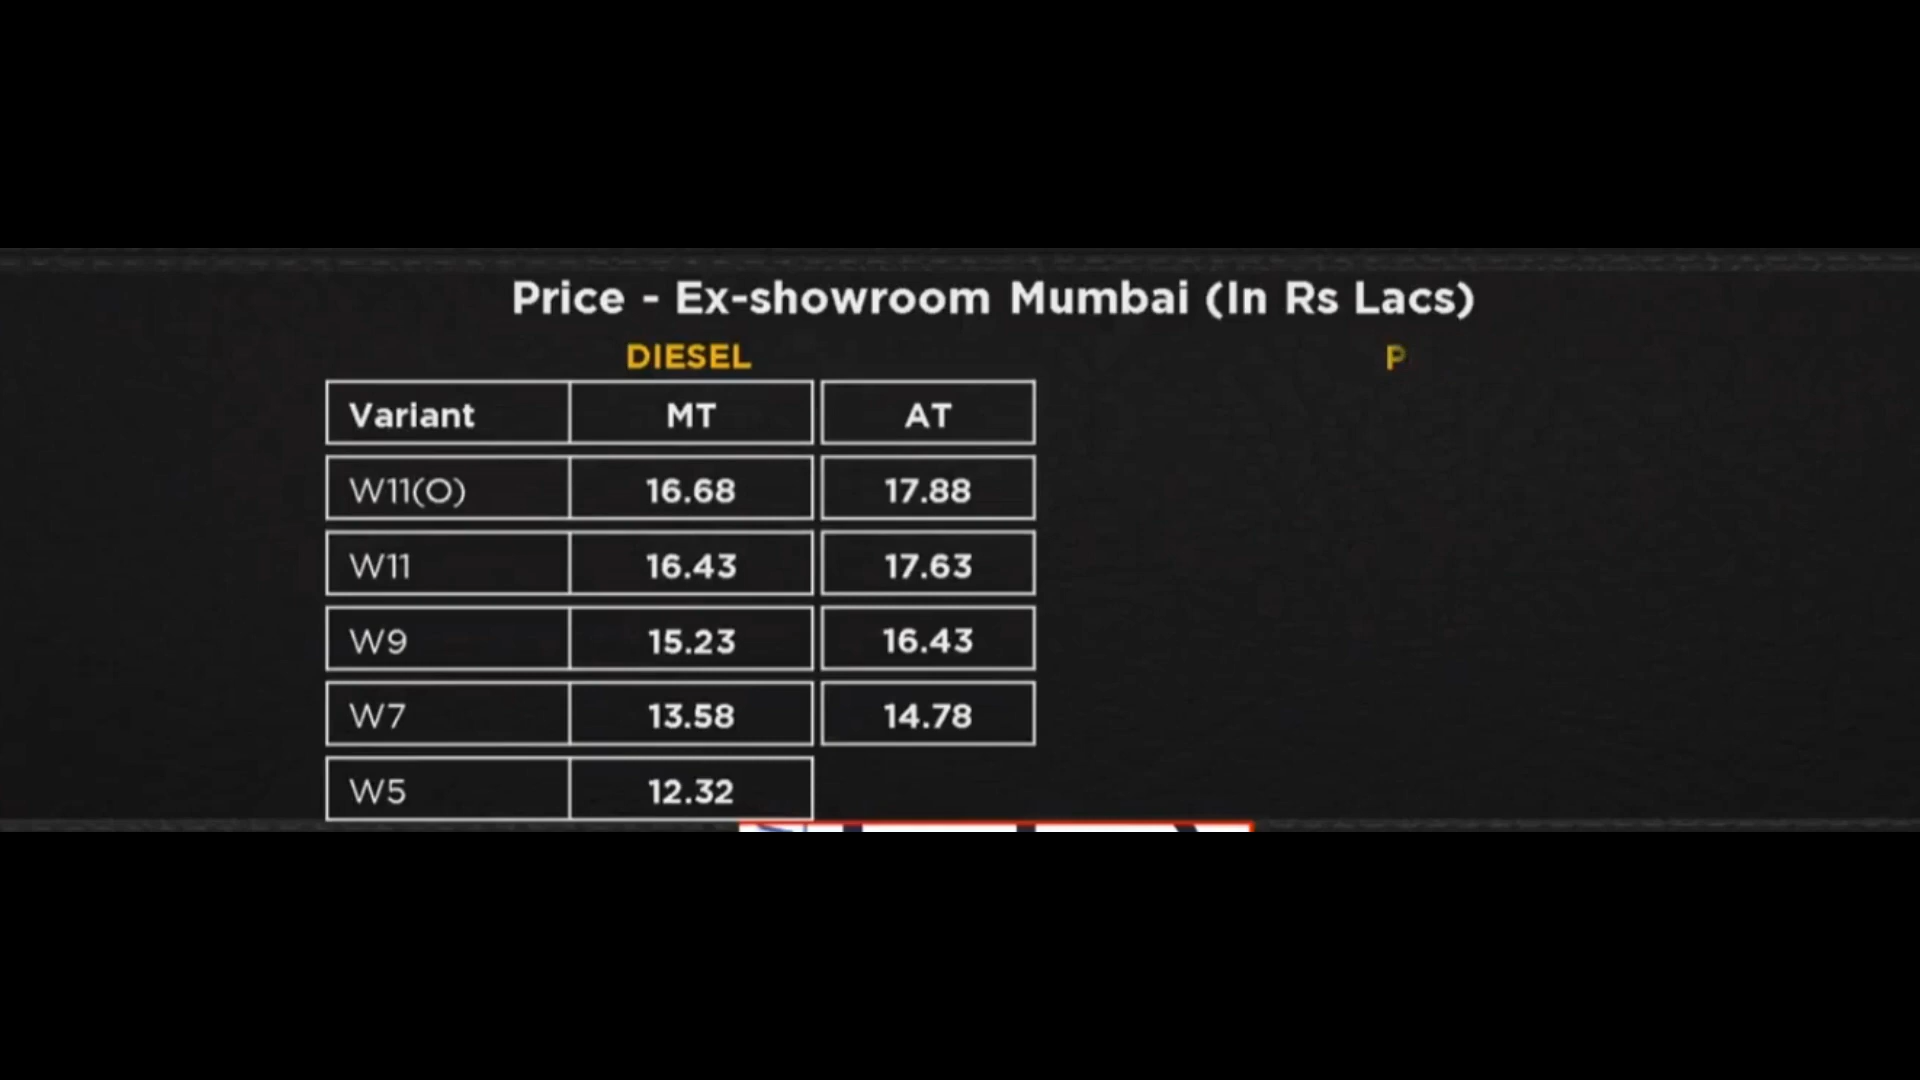 Price - Ex-showroom Mumbai (In Rs Lacs)
DIESEL P
Variant MT AT
W11(O) 16.68 17.88
W11 16.43 17.63
W9 15.23 16.43
W7 13.58 14.78
W5 12.32